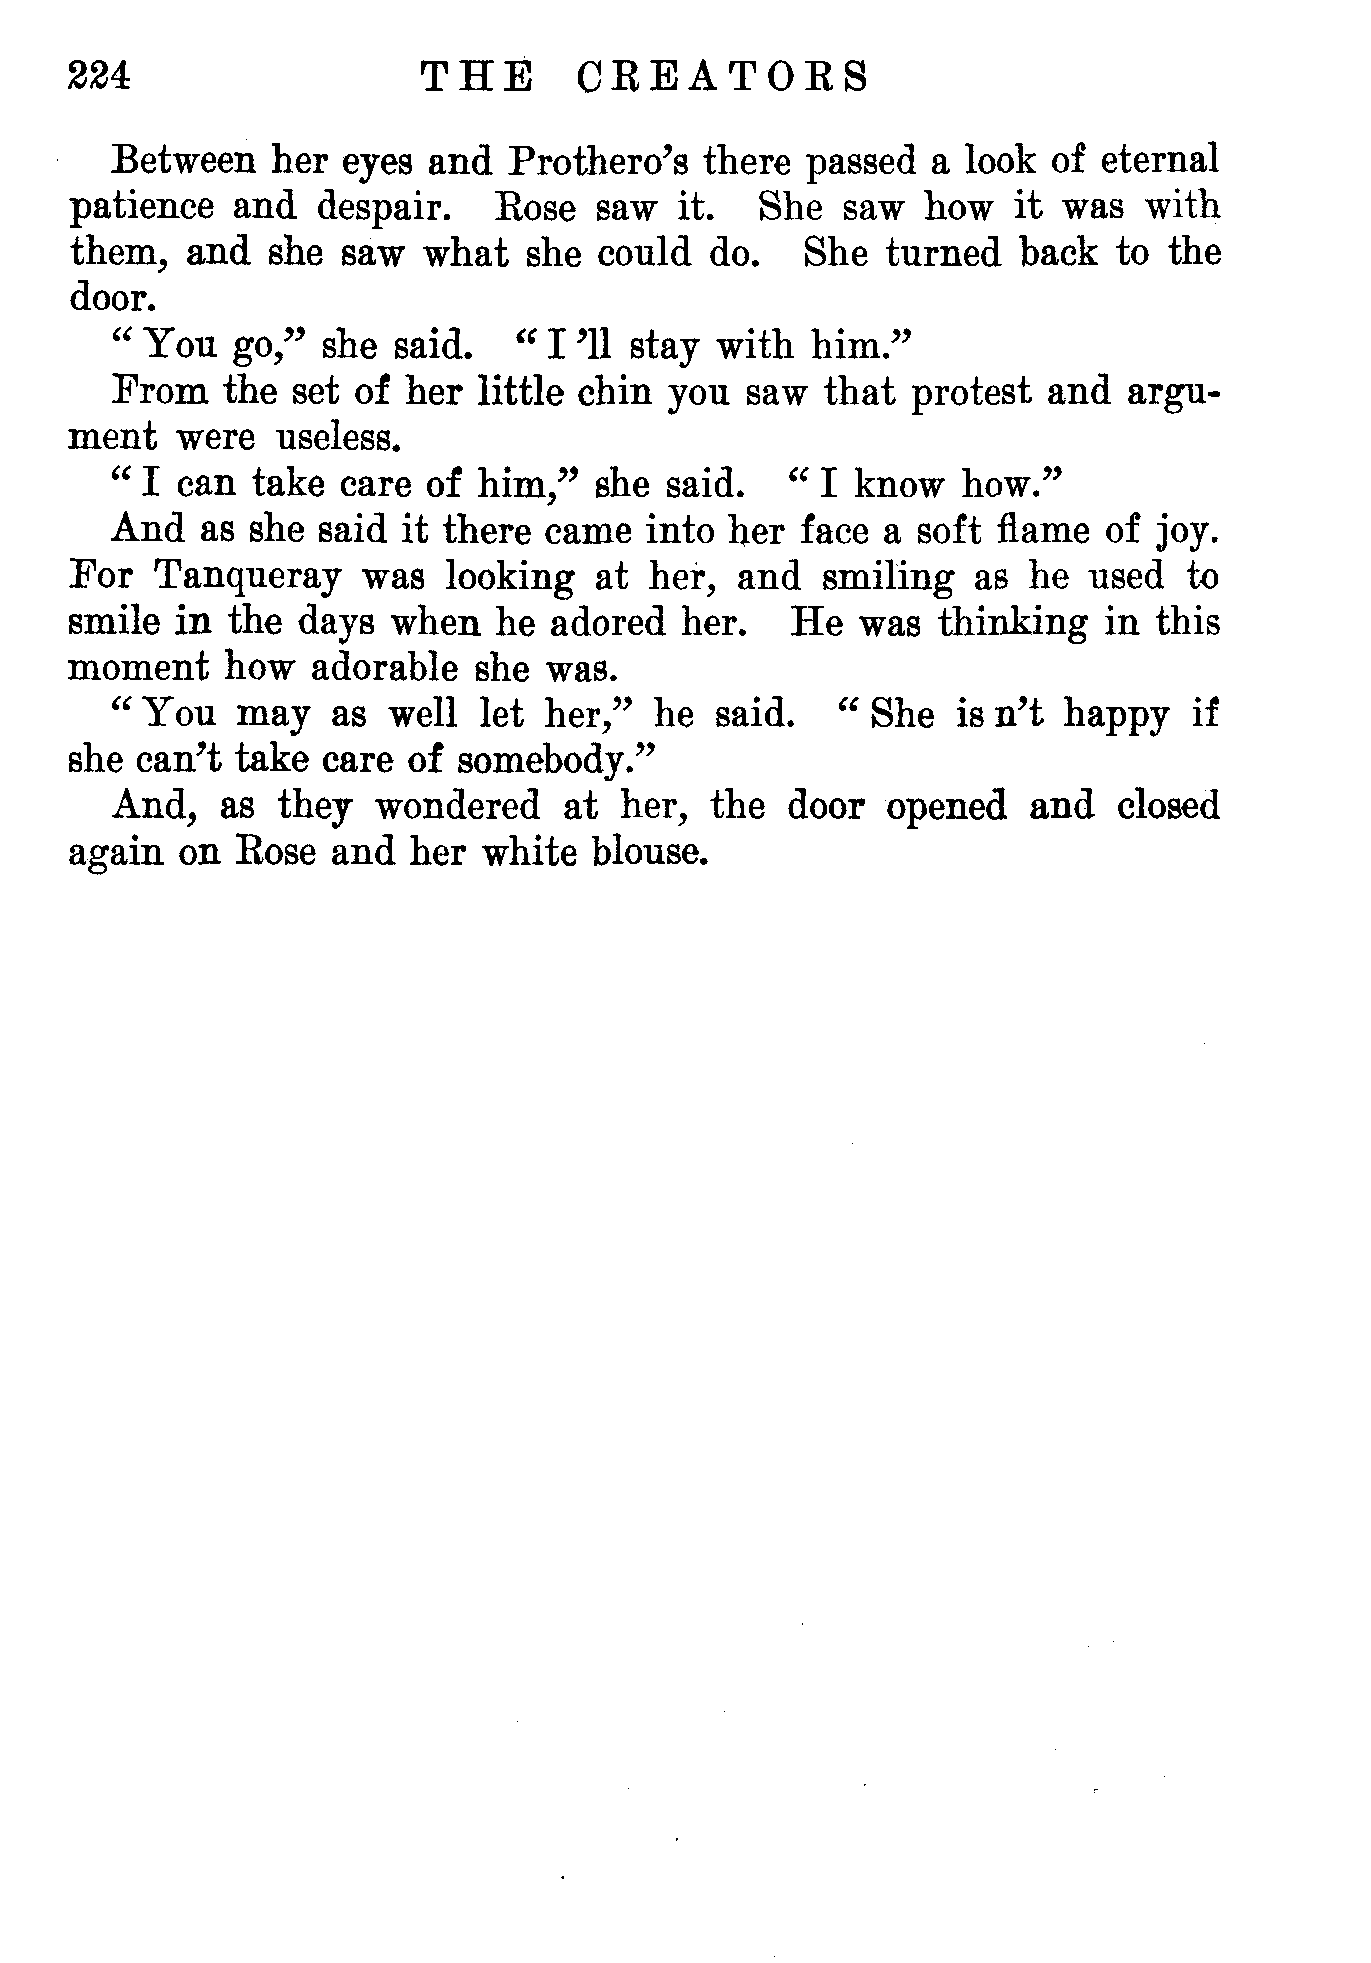 224 THE CREATORS
Between her eyes and Prothero's there passed a look of eternal
patience and despair. Rose saw it. She saw how it was with
them, and she saw what she could do. She turned back to the
door.
“ You go,” she said. “ I 'll stay with him.”
From the set of her little chin you saw that protest and argu-
ment were useless.
“ I can take care of him,” she said. “ I know how.”
And as she said it there came into her face a soft flame of joy.
For Tanqueray was looking at her, and smiling as he used to
smile in the days when he adored her. He was thinking in this
moment how adorable she was.
“ You may as well let her,” he said. “ She is n't happy if
she can't take care of somebody.”
And, as they wondered at her, the door opened and closed
again on Rose and her white blouse.